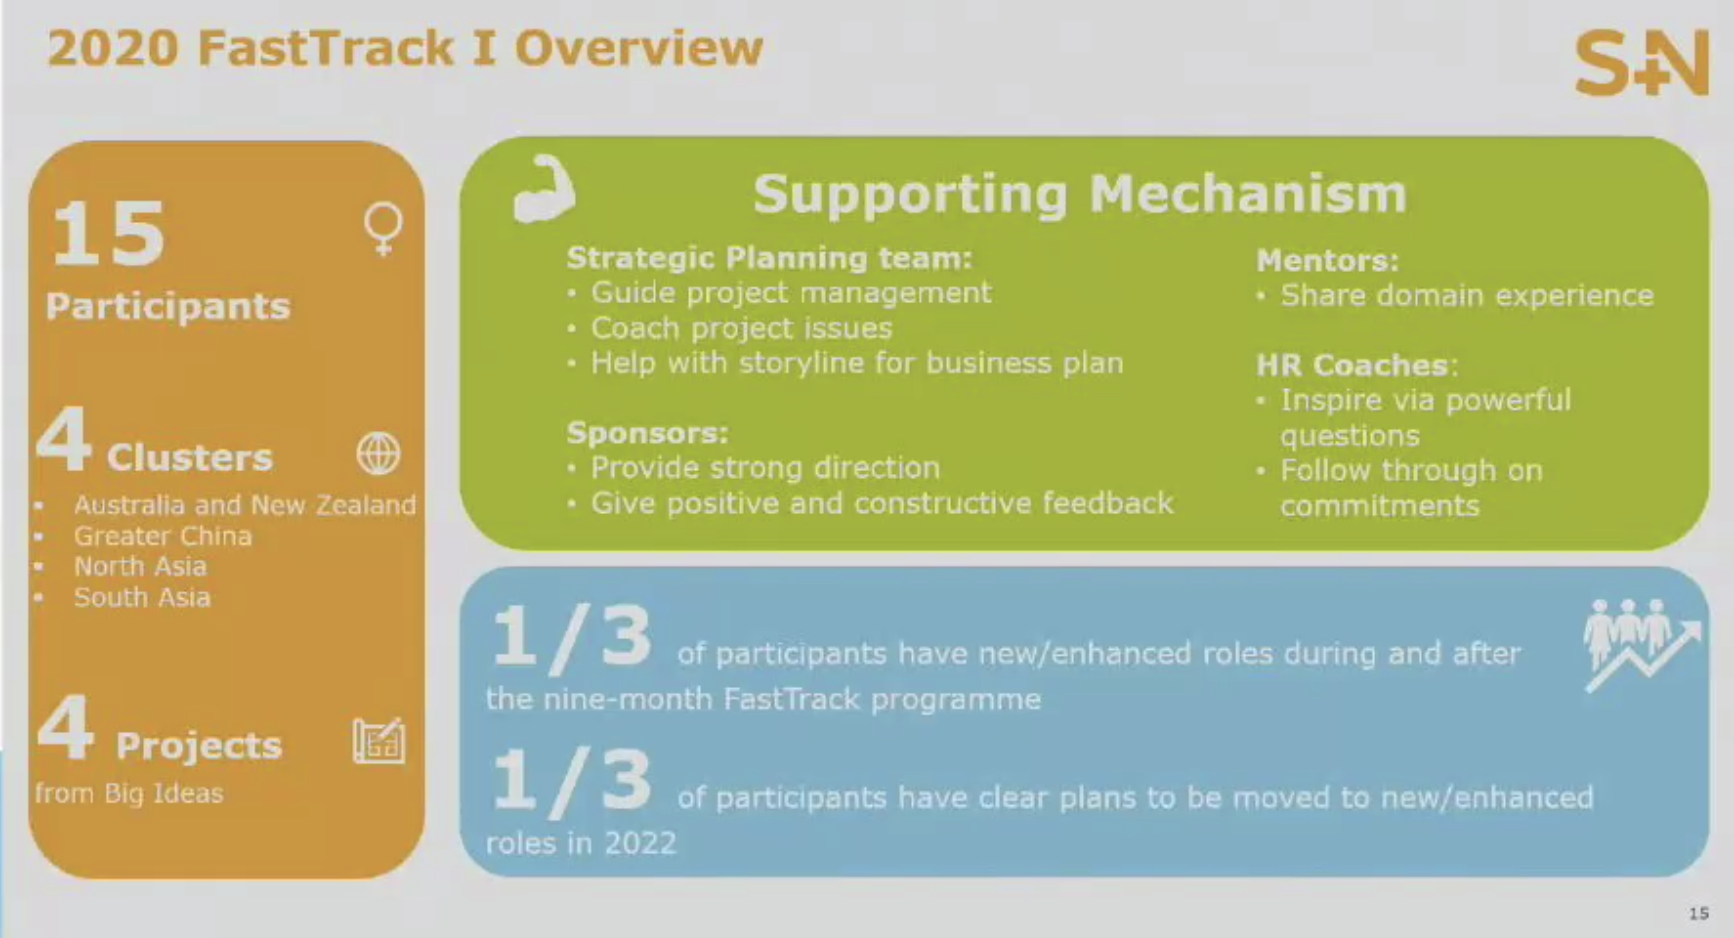 2020 FastTrack I Overview
S+N
15
Participants
4 Clusters
▪ Australia and New Zealand
▪ Greater China
▪ North Asia
▪ South Asia
4 Projects
from Big Ideas
Supporting Mechanism
Strategic Planning team:
• Guide project management
• Coach project issues
• Help with storyline for business plan
Sponsors:
• Provide strong direction
• Give positive and constructive feedback
Mentors:
• Share domain experience
HR Coaches:
• Inspire via powerful
questions
• Follow through on
commitments
1/3 of participants have new/enhanced roles during and after
the nine-month FastTrack programme
1/3 of participants have clear plans to be moved to new/enhanced
roles in 2022
15